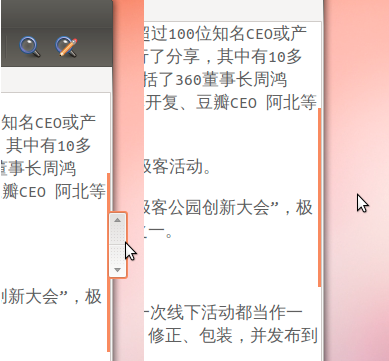 知名CEO或产
其中有10多
董事长周鸿
瓣CEO 阿北等
创新大会”，极
超过100位知名CEO或产
行了分享，其中有10多
括了360董事长周鸿
开复、豆瓣CEO 阿北等
极客活动。
极客公园创新大会”，极
之一。
一次线下活动都当作一
修正、包装，并发布到